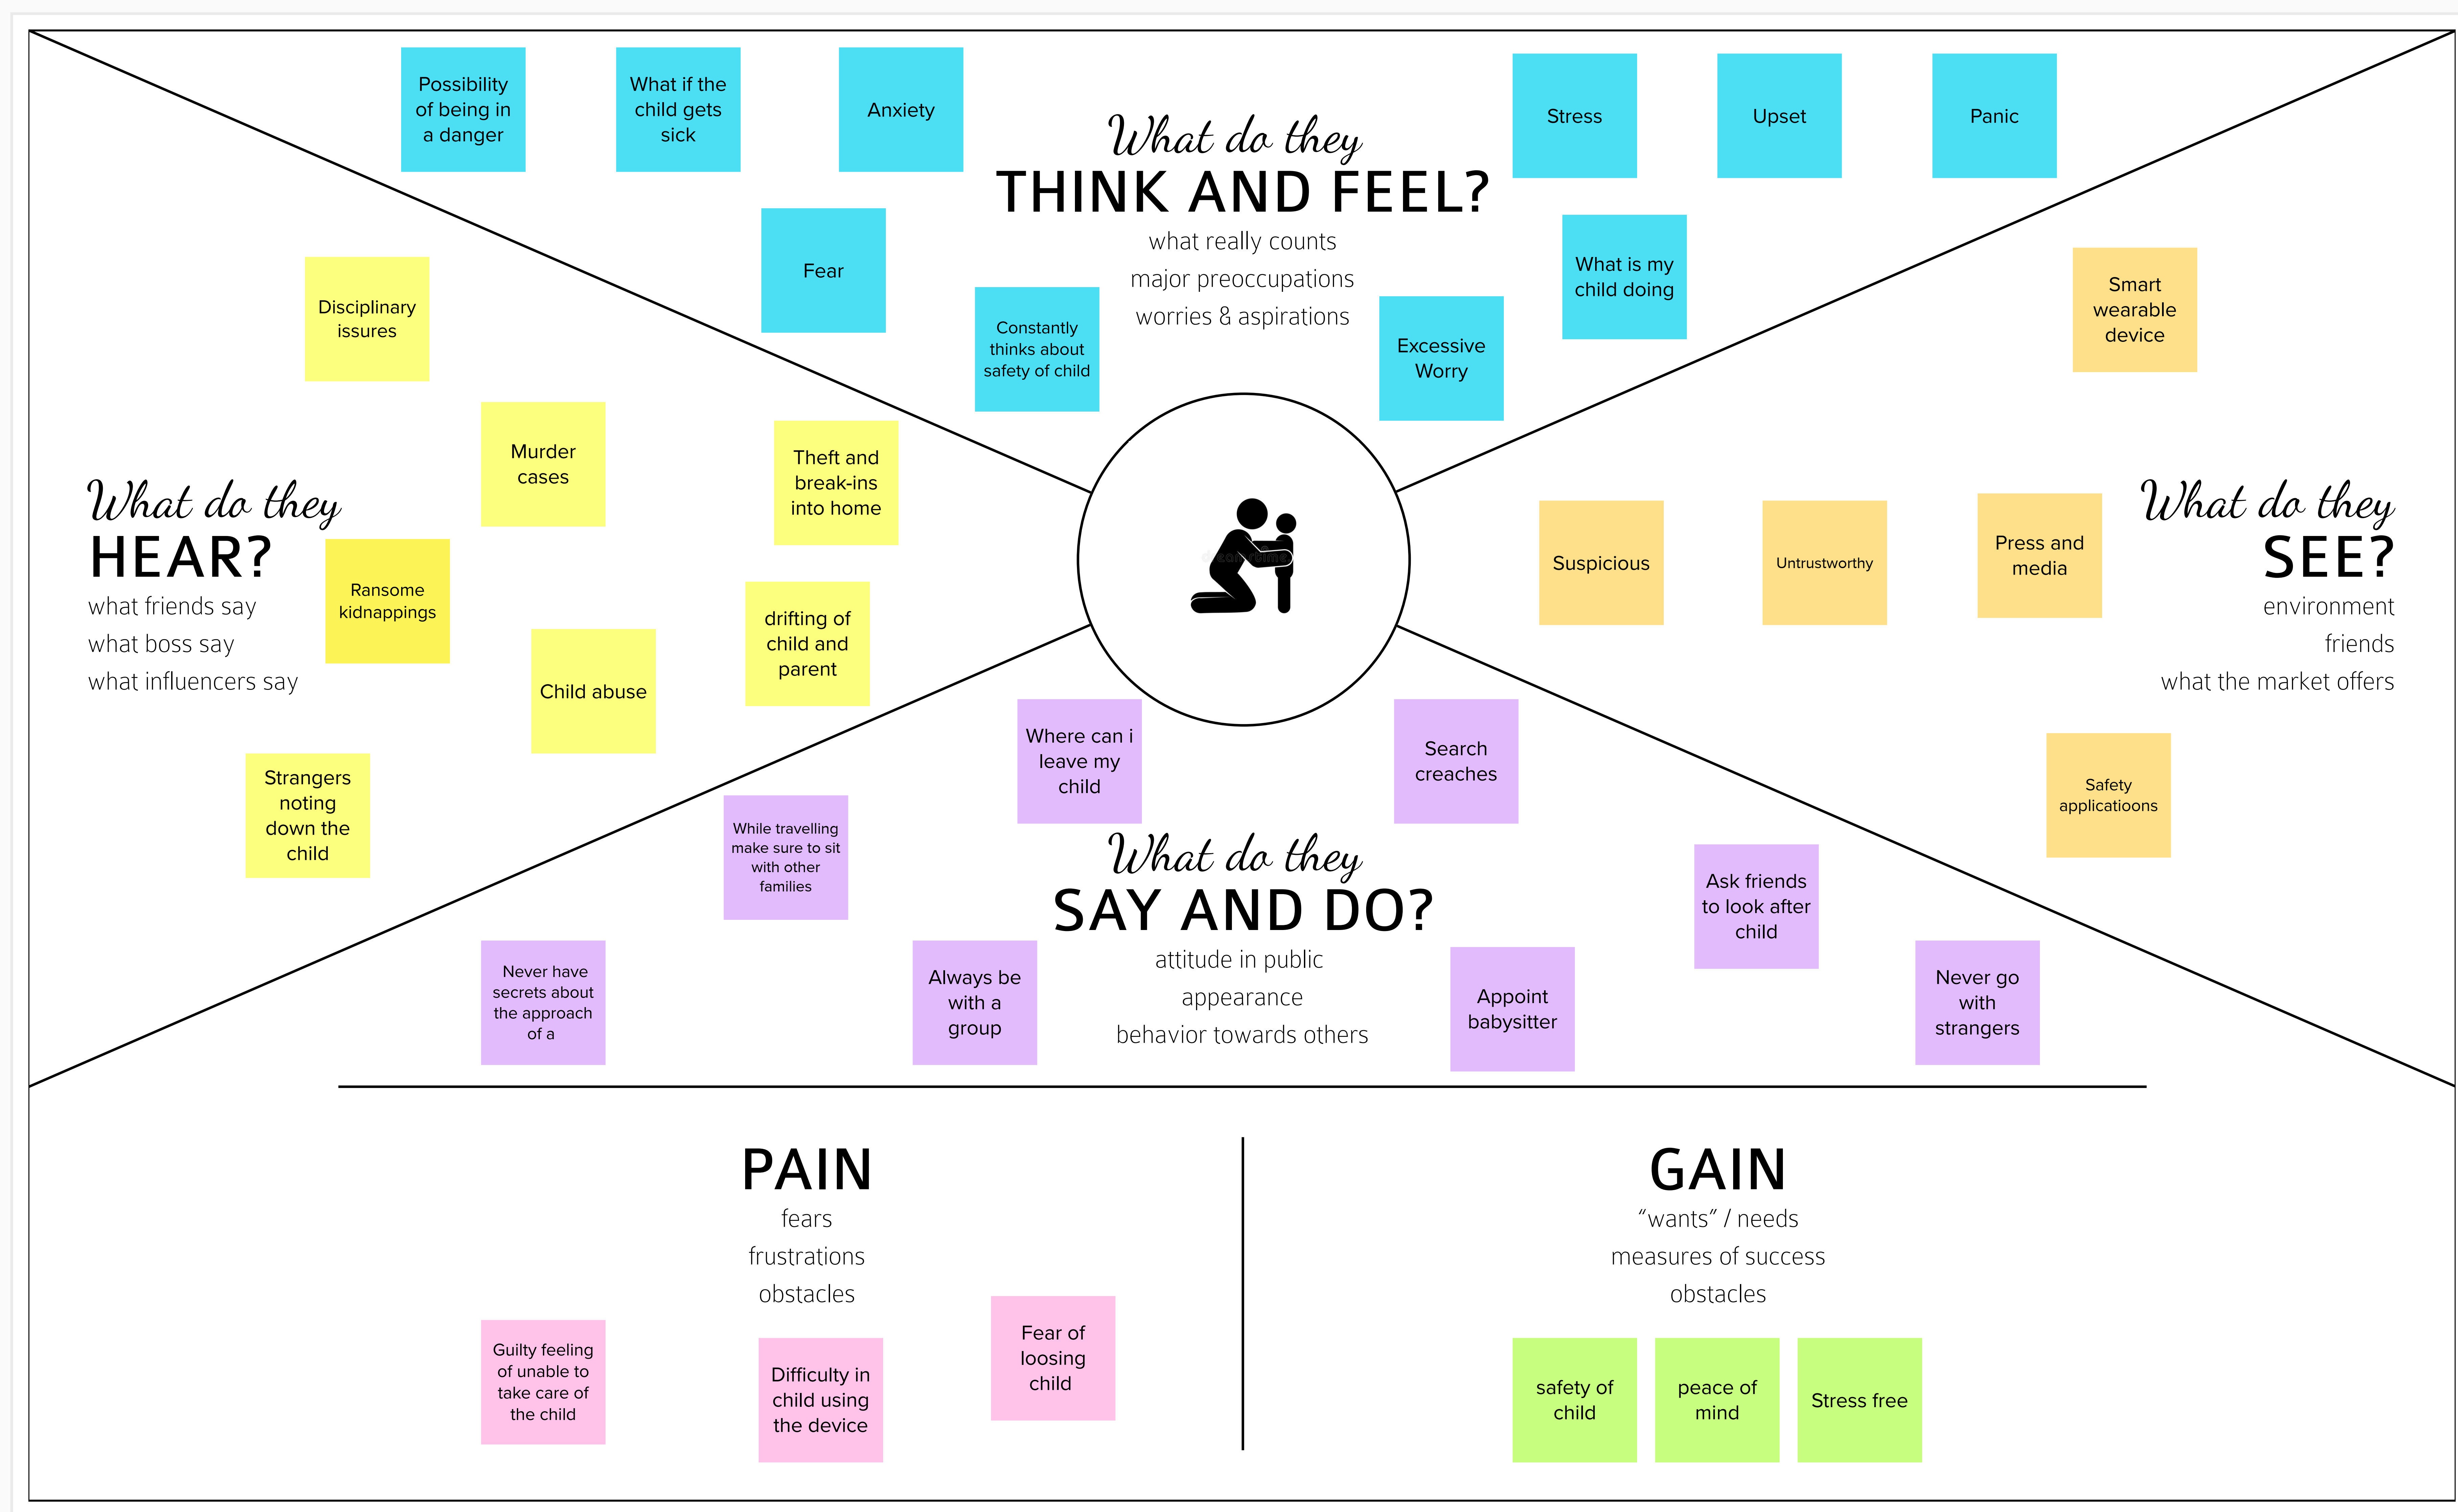 Possibility
of being in
a danger
What if the
child gets
sick
Anxiety
Fear
Constantly
thinks about
safety of child
What do they
THINK AND FEEL?
what really counts
major preoccupations
worries & aspirations
Stress
Upset
Panic
What is my
child doing
Excessive
Worry
Disciplinary
issures
Murder
cases
Theft and
break-ins
into home
What do they
HEAR?
what friends say
what boss say
what influencers say
Ransome
kidnappings
Child abuse
drifting of
child and
parent
Strangers
noting
down the
child
Smart
wearable
device
Suspicious
Untrustworthy
Press and
media
What do they
SEE?
environment
friends
what the market offers
Safety
applicatioons
Where can i
leave my
child
Search
creaches
While travelling
make sure to sit
with other
families
What do they
SAY AND DO?
attitude in public
appearance
behavior towards others
Never have
secrets about
the approach
of a
Always be
with a
group
Appoint
babysitter
Ask friends
to look after
child
Never go
with
strangers
PAIN
fears
frustrations
obstacles
Guilty feeling
of unable to
take care of
the child
Difficulty in
child using
the device
Fear of
loosing
child
GAIN
“wants” / needs
measures of success
obstacles
safety of
child
peace of
mind
Stress free